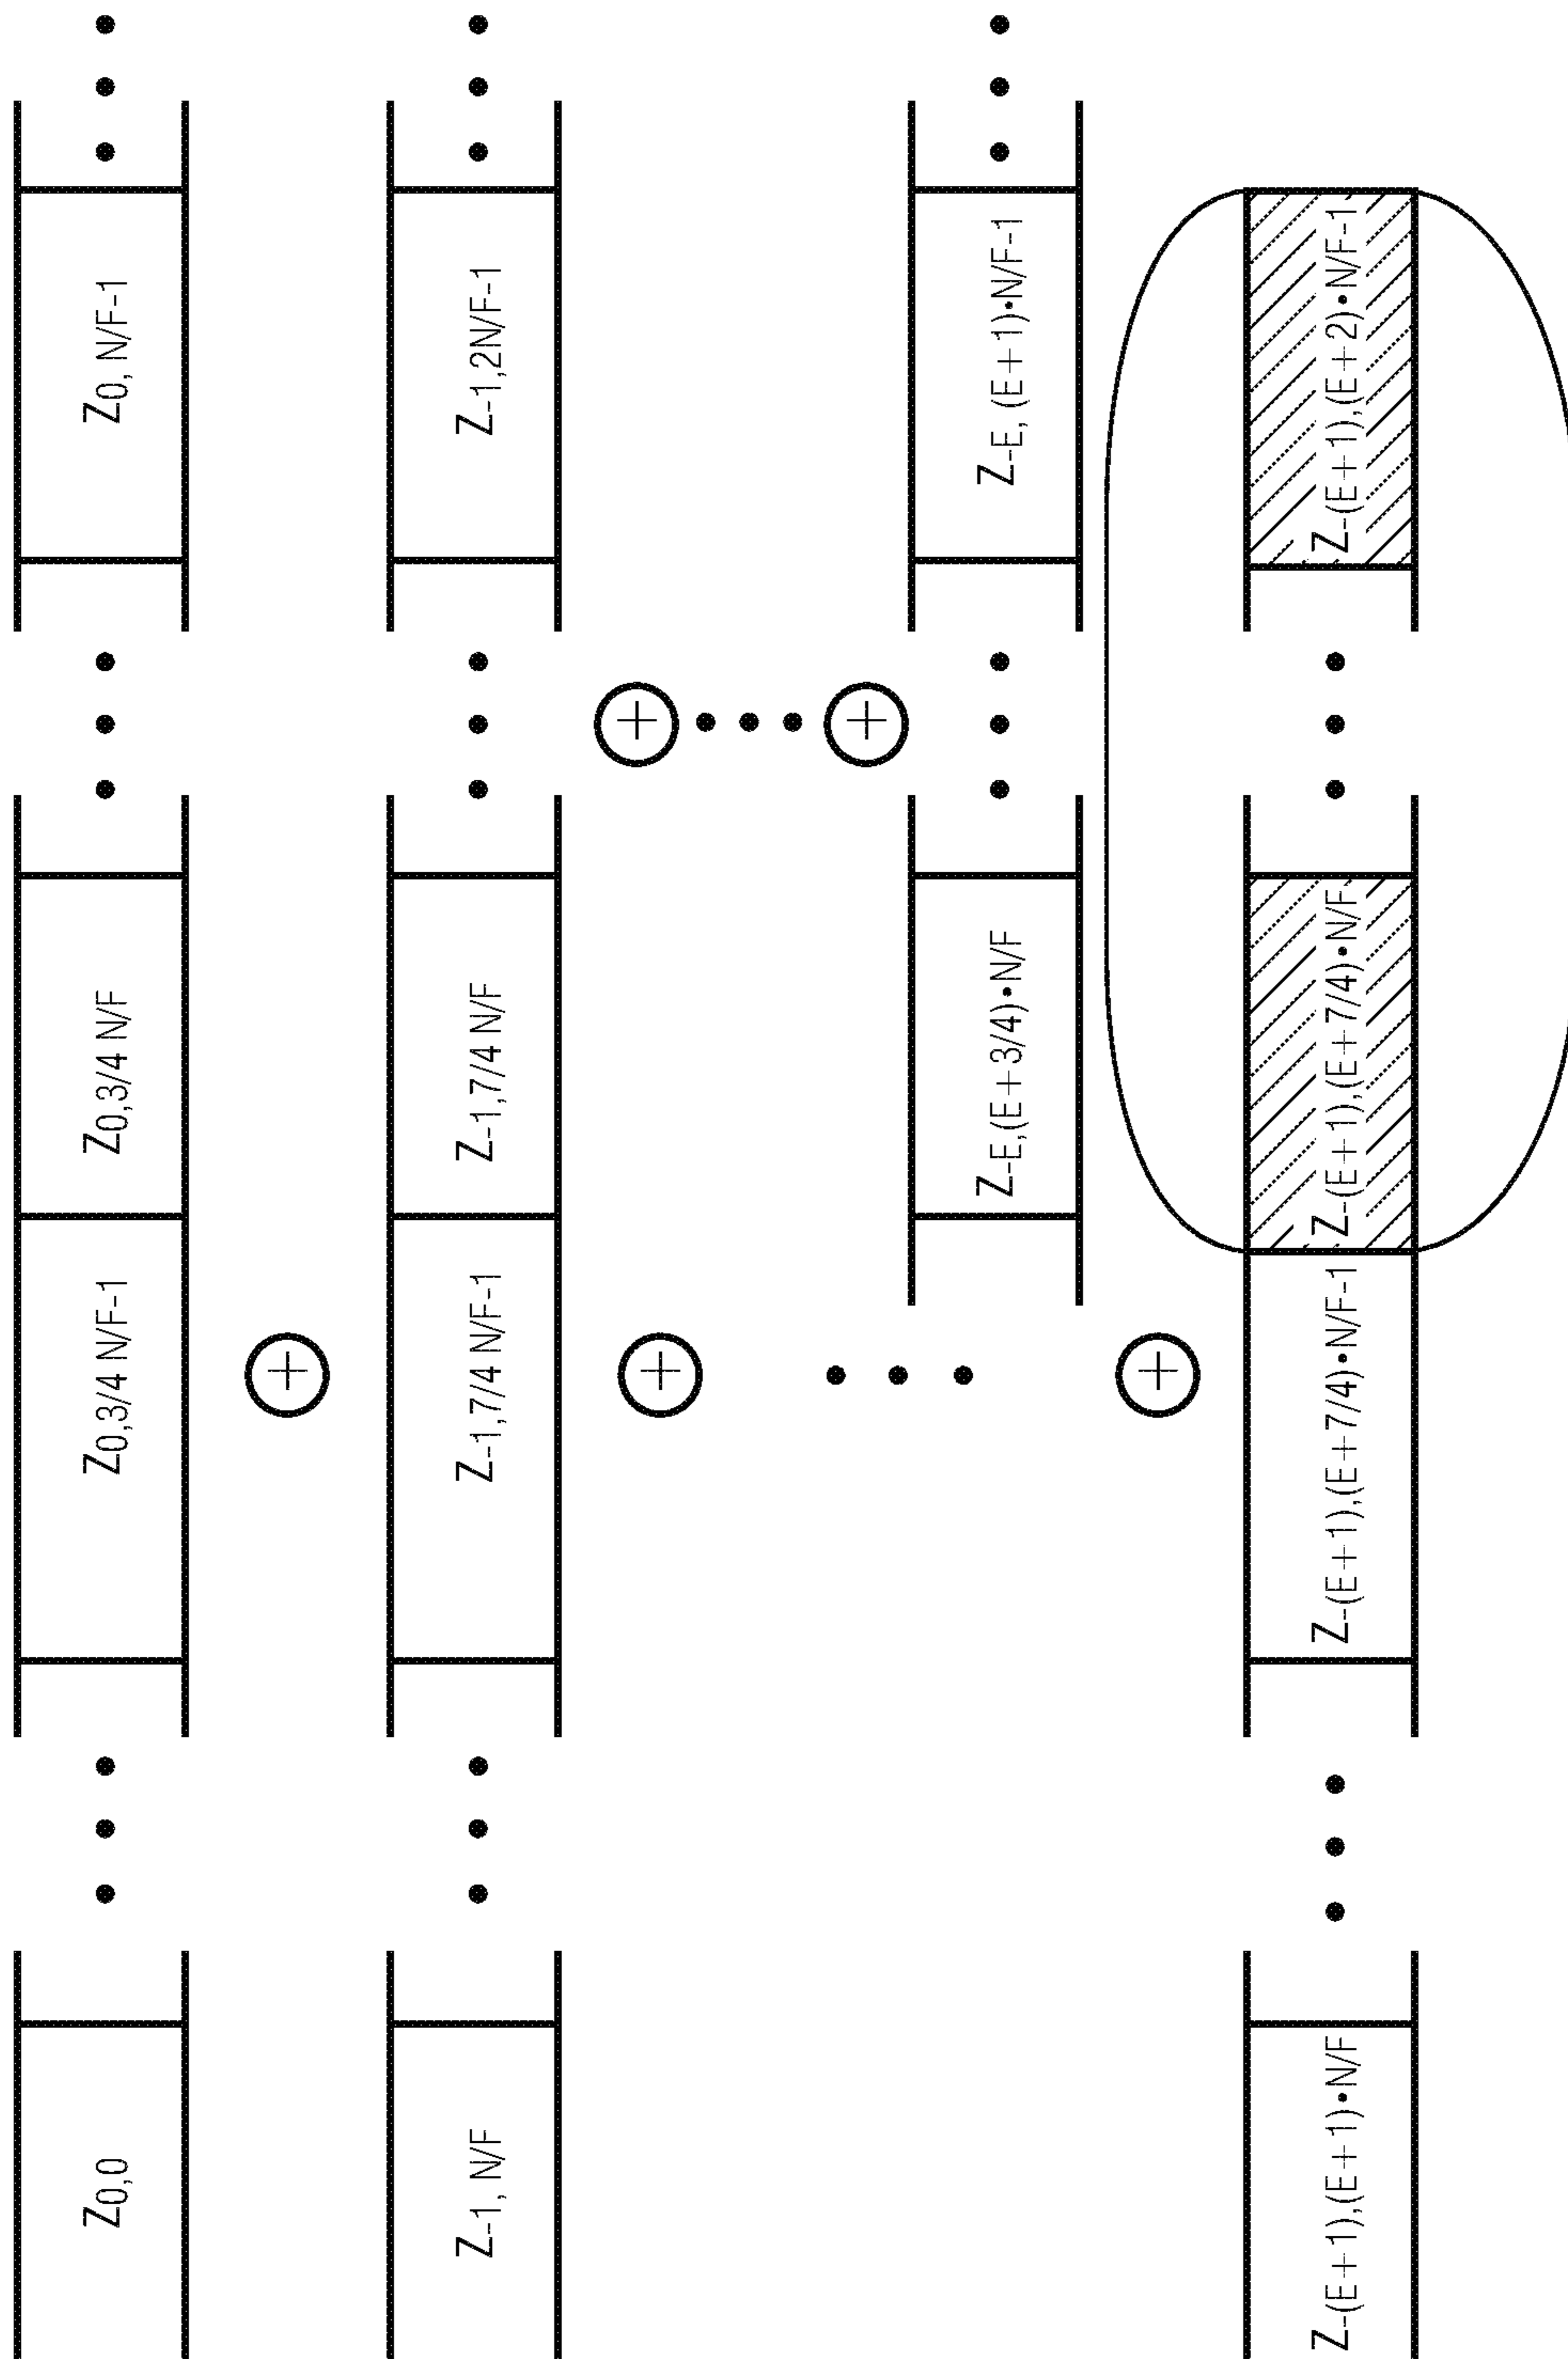 Z0,0
Z0,3/4 N/F-1
Z0,3/4 N/F
Z0, N/F-1
Z-1, N/F
Z-1,7/4 N/F-1
Z-1,7/4 N/F
Z-1,2N/F-1
Z-E,(E+3/4)•N/F
Z-E, (E+1)•N/F-1
Z-(E+1),(E+1)•N/F
Z-(E+1),(E+7/4)•N/F-1
Z-(E+1),(E+7/4)•N/F
Z-(E+1),(E+2)•N/F-1